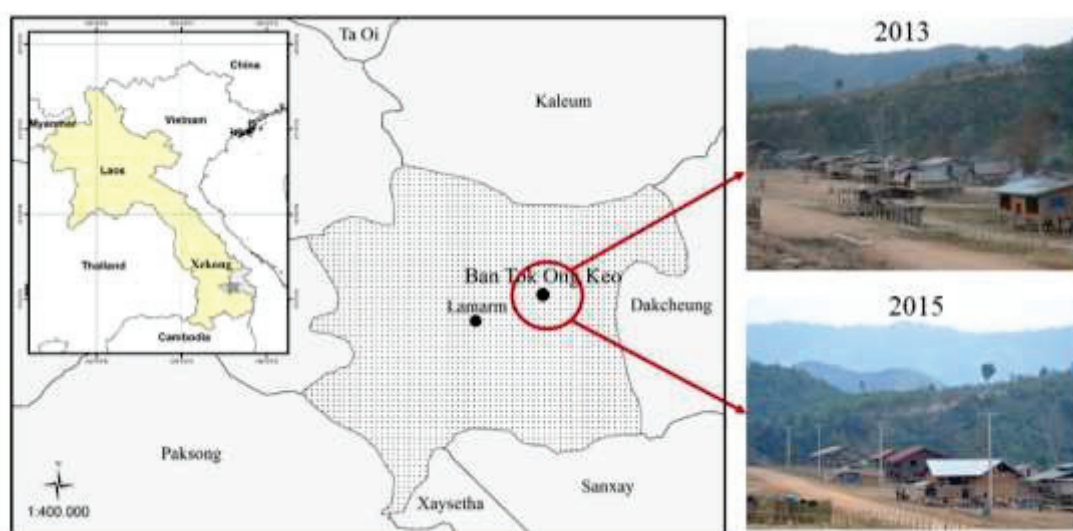 China
Myanmar
Vietnam
Laos
Thailand
Xekong
Cambodia
Ta Oi
Kaleum
Ban Tok Ong Keo
Lamarm
Dakcheung
Paksong
Sanxay
Xaysetha
N
1:400.000
2013
2015